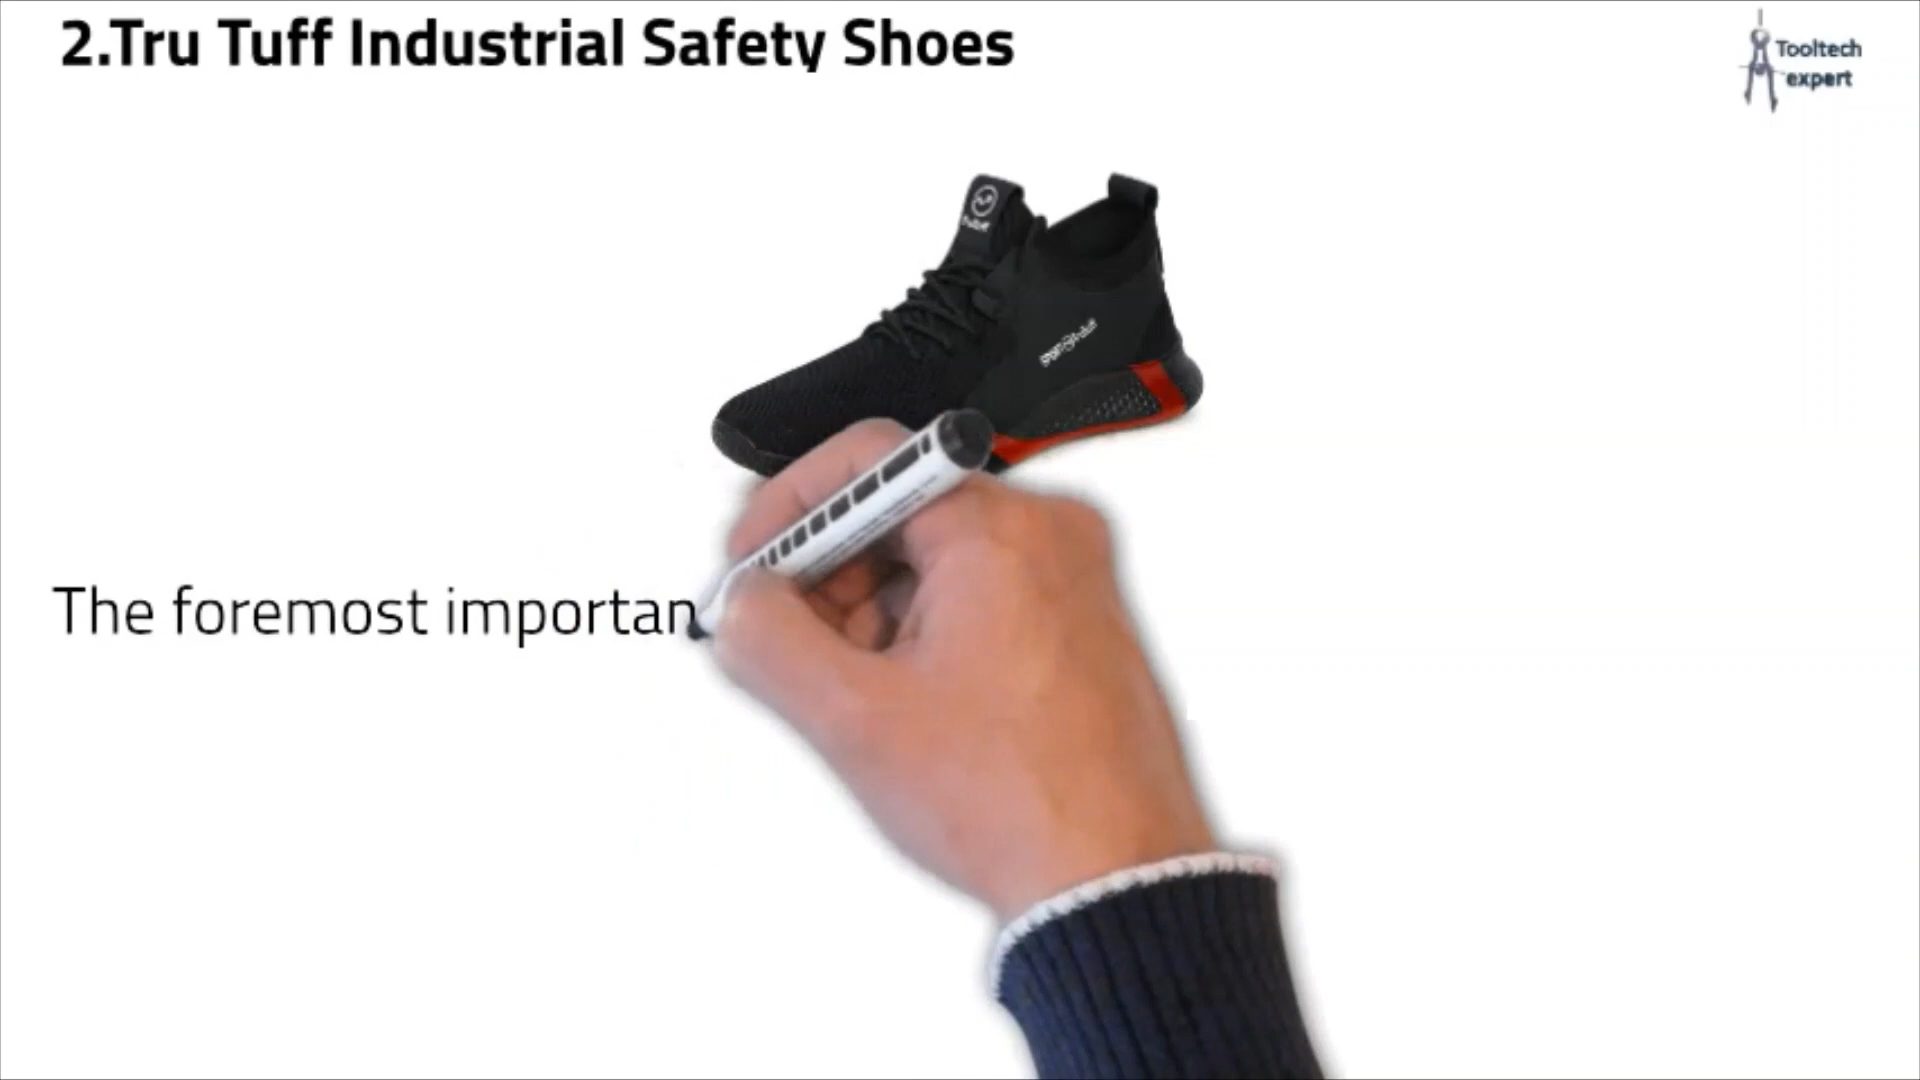 2.Tru Tuff Industrial Safety Shoes
Tooltech
expert
The foremost importan